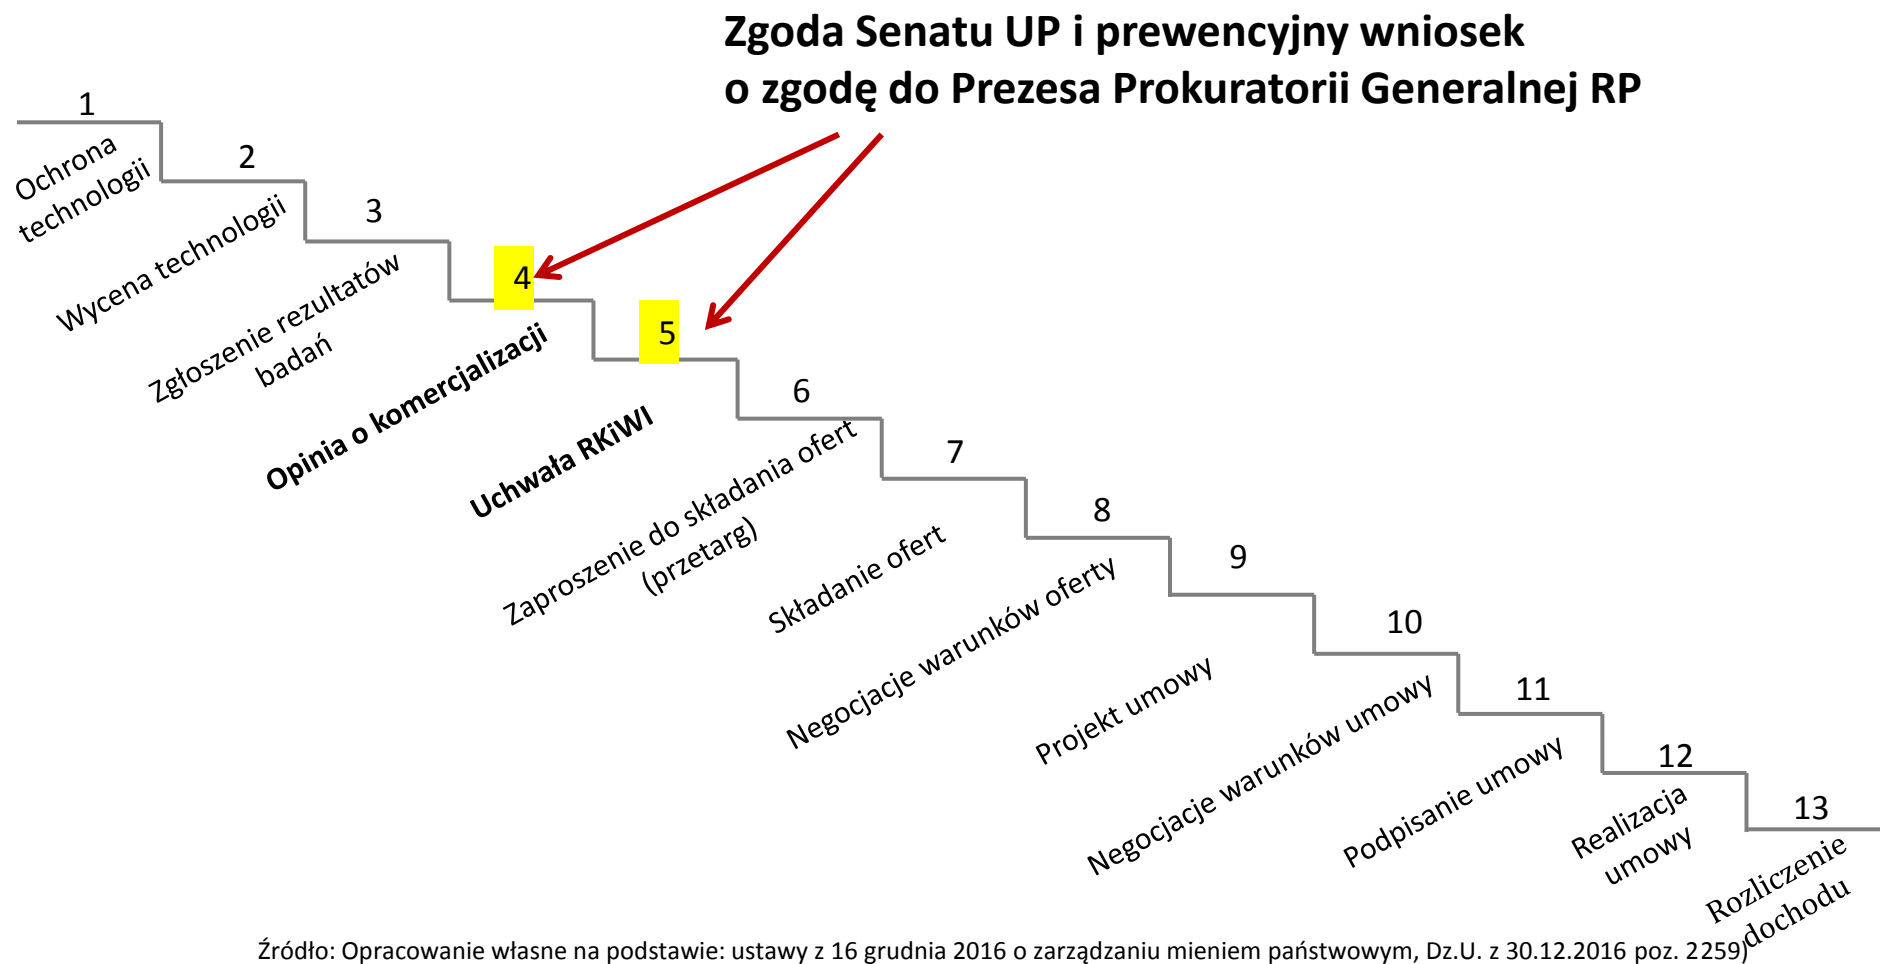 Zgoda Senatu UP i prewencyjny wniosek
o zgodę do Prezesa Prokuratorii Generalnej RP
1
Ochrona
technologii
2
Wycena technologii
3
Zgłoszenie rezultatów
badań
4
Opinia o komercjalizacji
5
Uchwała RKiWI
6
Zaproszenie do składania ofert
(przetarg)
7
Składanie ofert
8
Negocjacje warunków oferty
9
Projekt umowy
10
Negocjacje warunków umowy
11
Podpisanie umowy
12
Realizacja
umowy
13
Rozliczenie
dochodu
Źródło: Opracowanie własne na podstawie: ustawy z 16 grudnia 2016 o zarządzaniu mieniem państwowym, Dz.U. z 30.12.2016 poz. 2259)